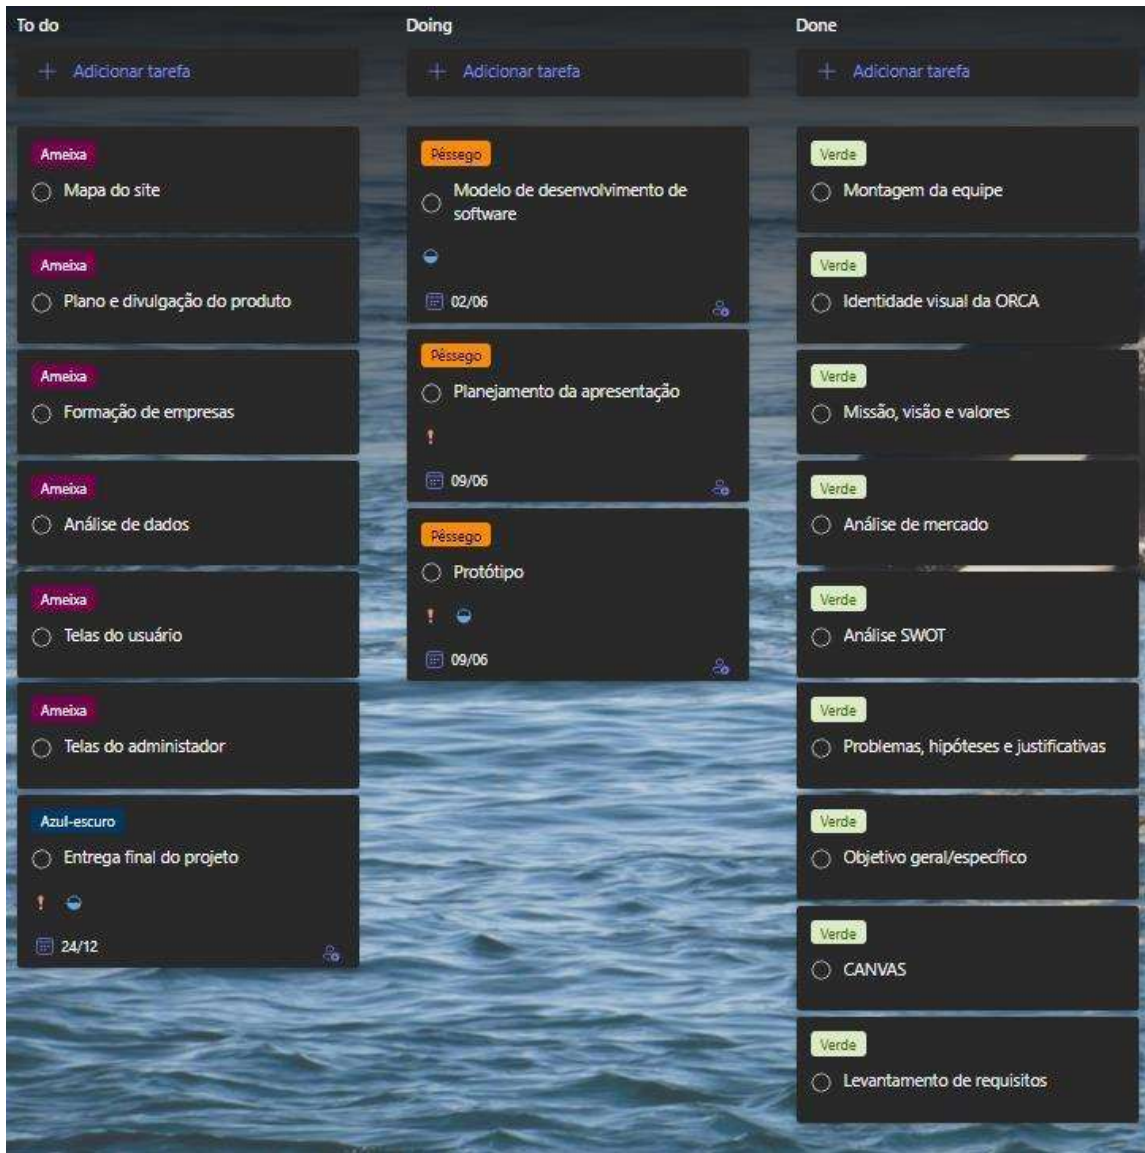 To do
+ Adicionar tarefa
Ameixa
Mapa do site
Ameixa
Plano e divulgação do produto
Ameixa
Formação de empresas
Ameixa
Análise de dados
Ameixa
Telas do usuário
Ameixa
Telas do administador
Azul-escuro
Entrega final do projeto
24/12
Doing
+ Adicionar tarefa
Pêssego
Modelo de desenvolvimento de
software
02/06
Pêssego
Planejamento da apresentação
09/06
Pêssego
Protótipo
09/06
Done
+ Adicionar tarefa
Verde
Montagem da equipe
Verde
Identidade visual da ORCA
Verde
Missão, visão e valores
Verde
Análise de mercado
Verde
Análise SWOT
Verde
Problemas, hipóteses e justificativas
Verde
Objetivo geral/específico
Verde
CANVAS
Verde
Levantamento de requisitos